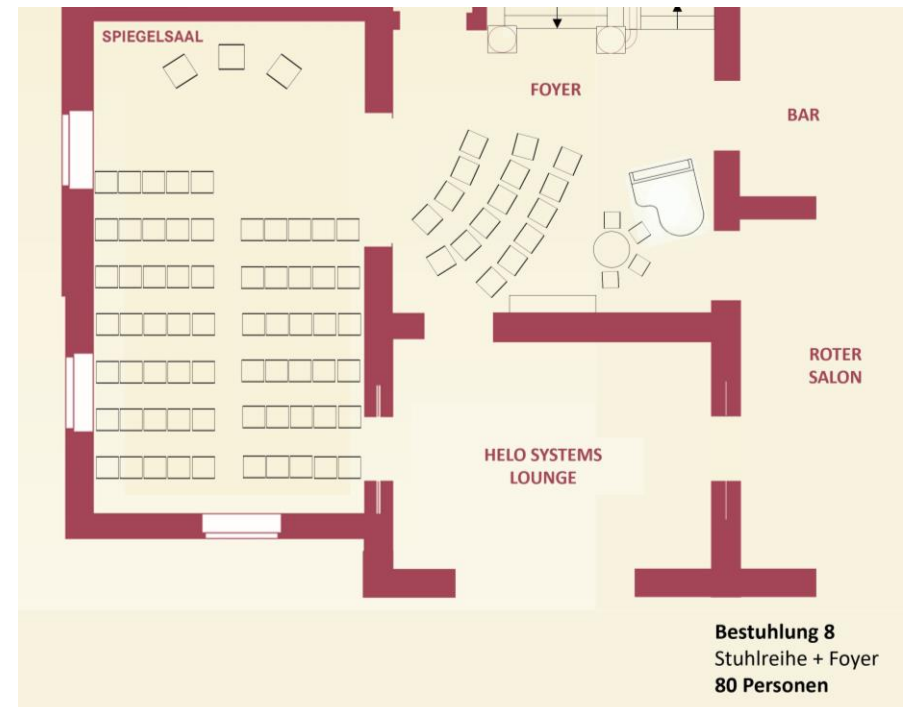 SPIEGELSAAL
FOYER
BAR
ROTER
SALON
HELO SYSTEMS
LOUNGE
Bestuhlung 8
Stuhlreihe + Foyer
80 Personen